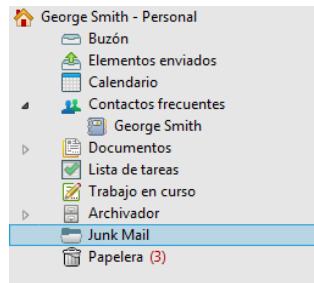 George Smith - Personal
Buzón
Elementos enviados
Calendario
Contactos frecuentes
George Smith
Documentos
Lista de tareas
Trabajo en curso
Archivador
Junk Mail
Papelera (3)